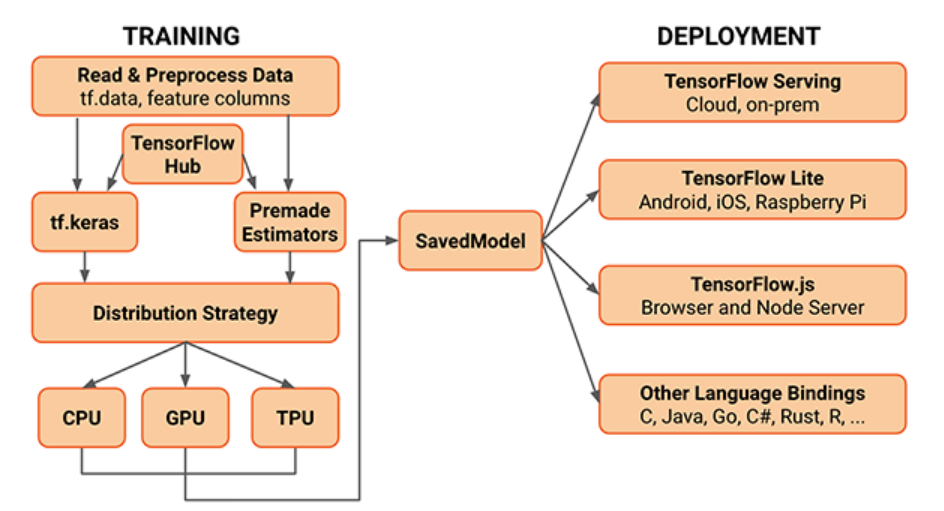 TRAINING
Read & Preprocess Data
tf.data, feature columns
TensorFlow
Hub
tf.keras
Premade
Estimators
Distribution Strategy
CPU
GPU
TPU
SavedModel
DEPLOYMENT
TensorFlow Serving
Cloud, on-prem
TensorFlow Lite
Android, iOS, Raspberry Pi
TensorFlow.js
Browser and Node Server
Other Language Bindings
C, Java, Go, C#, Rust, R, ...